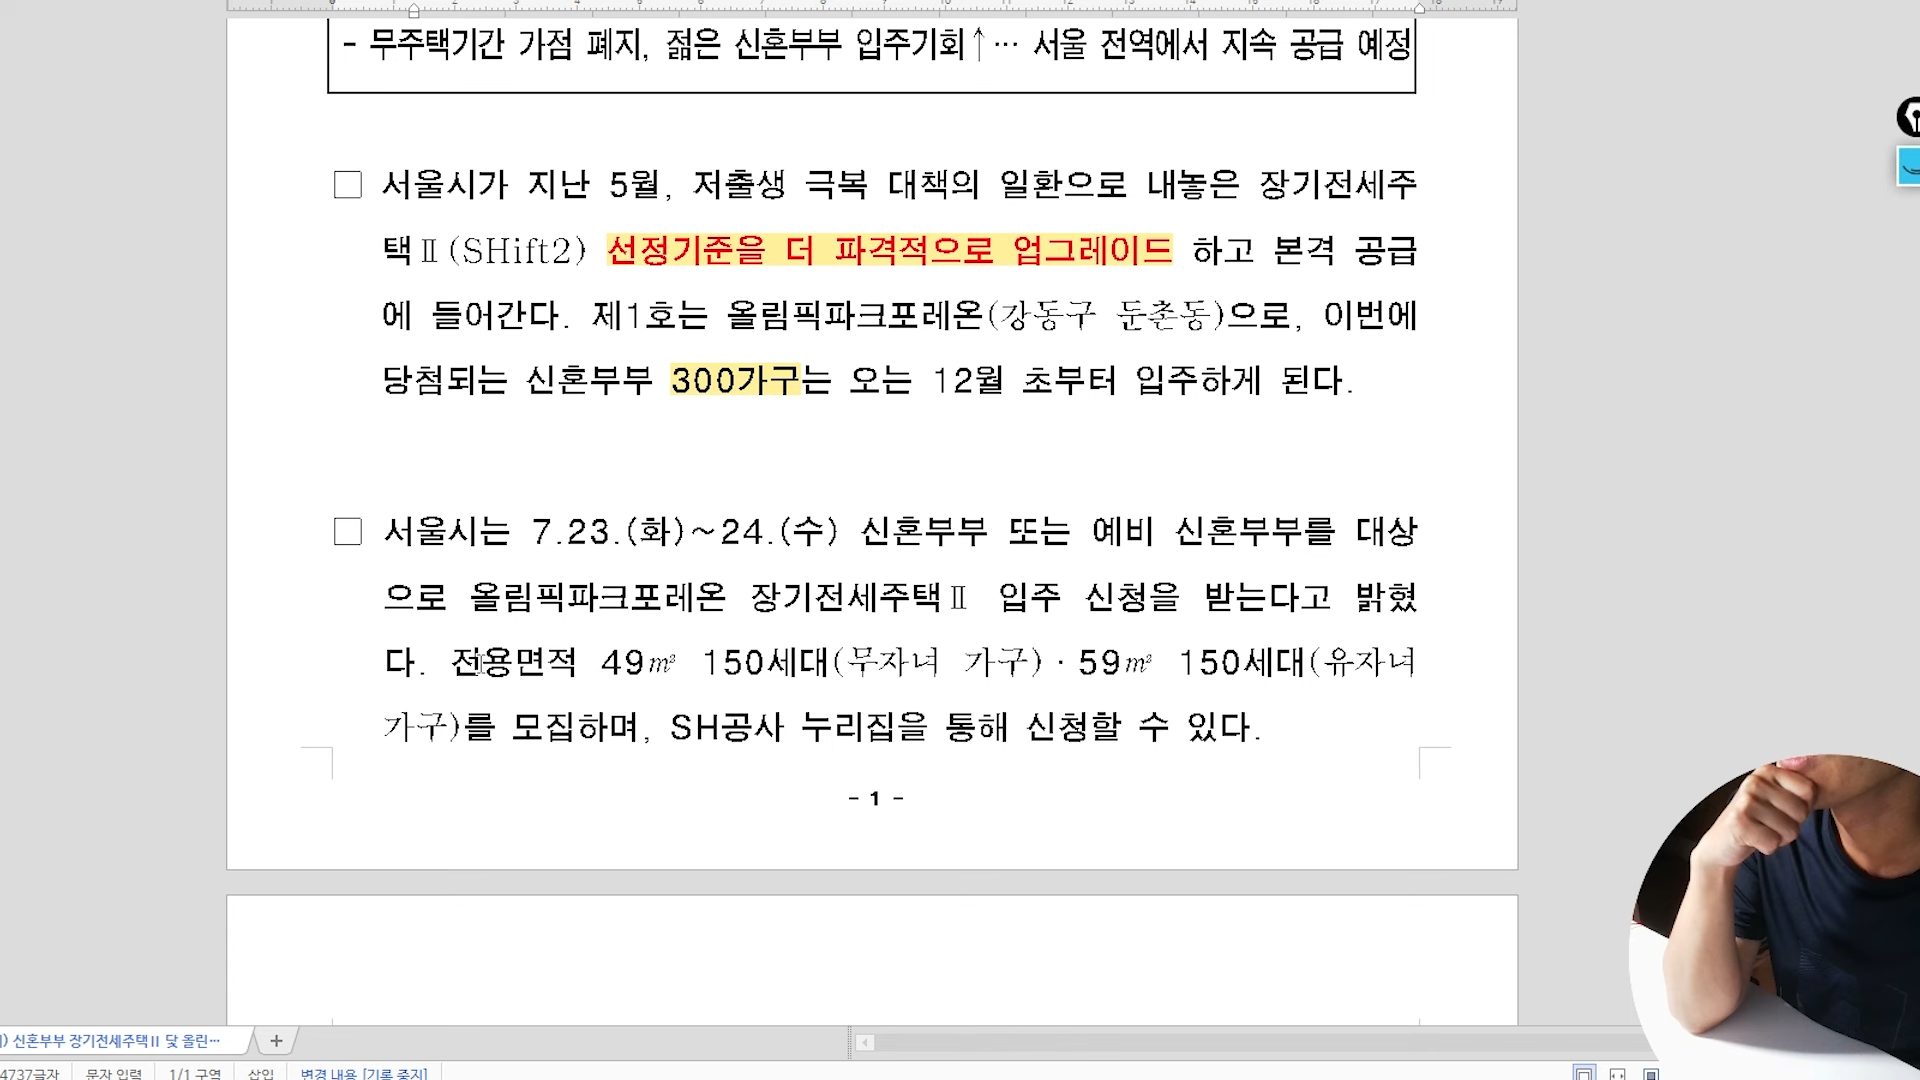 - 무주택기간 가점 폐지, 젊은 신혼부부 입주기회↑… 서울 전역에서 지속 공급 예정
□ 서울시가 지난 5월, 저출생 극복 대책의 일환으로 내놓은 장기전세주
택Ⅱ(SHift2) 선정기준을 더 파격적으로 업그레이드 하고 본격 공급
에 들어간다. 제1호는 올림픽파크포레온(강동구 둔촌동)으로, 이번에
당첨되는 신혼부부 300가구는 오는 12월 초부터 입주하게 된다.
□ 서울시는 7.23.(화)~24.(수) 신혼부부 또는 예비 신혼부부를 대상
으로 올림픽파크포레온 장기전세주택Ⅱ 입주 신청을 받는다고 밝혔
다. 전용면적 49㎡ 150세대(무자녀 가구)·59㎡ 150세대(유자녀
가구)를 모집하며, SH공사 누리집을 통해 신청할 수 있다.
- 1 -
) 신혼부부 장기전세주택Ⅱ 닻 올린…
4737글자 문자 입력 1/1 구역 삽입 변경 내용 [기록 중지]